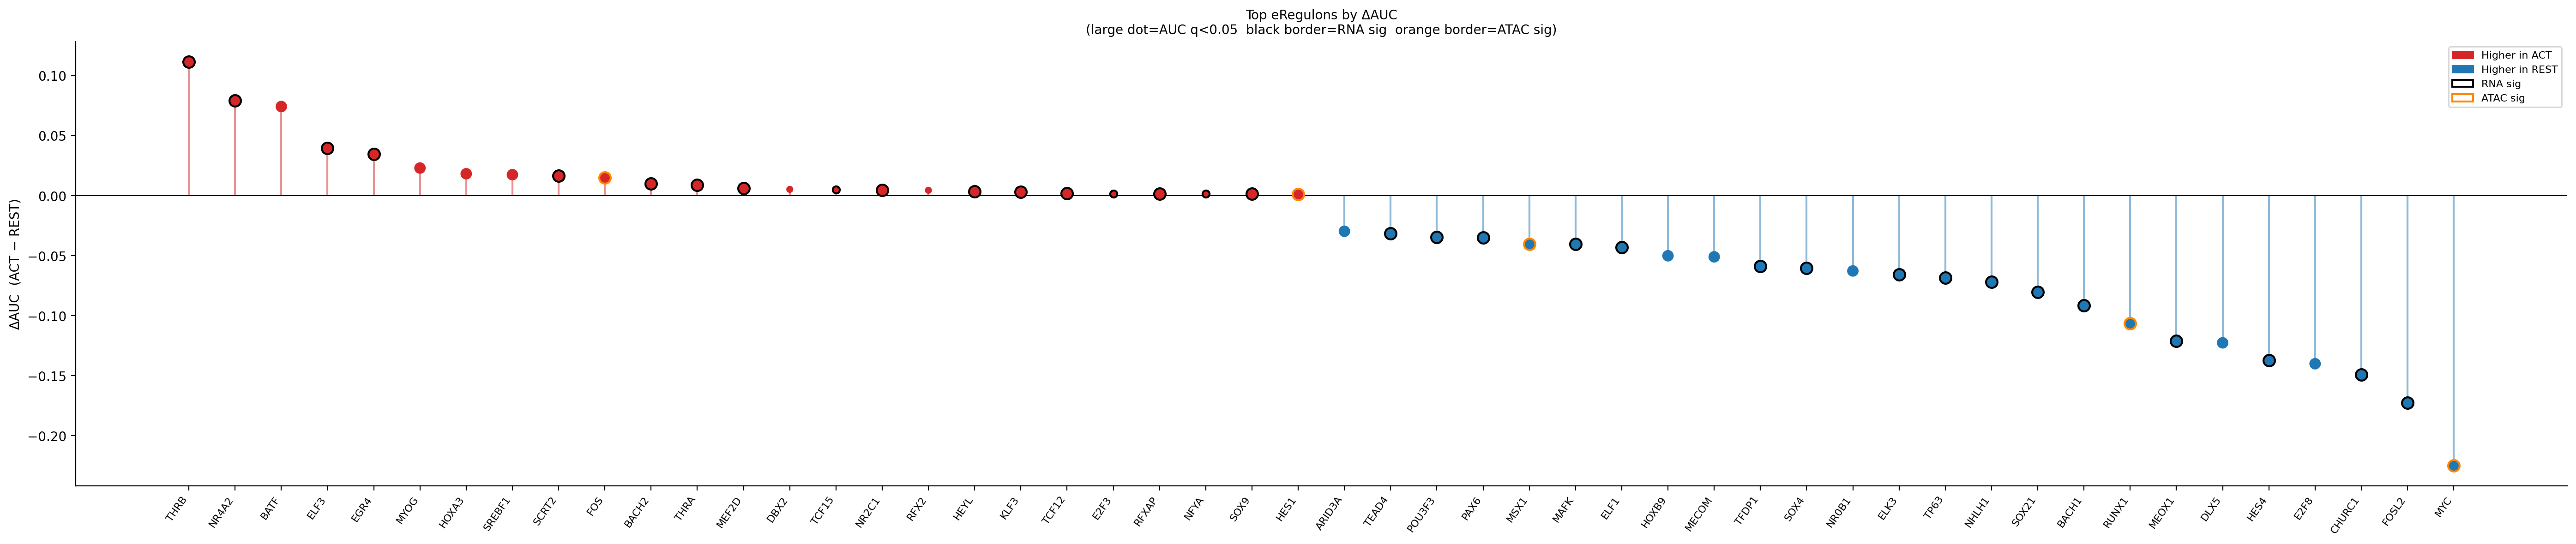 Top eRegulons by ΔAUC
(large dot=AUC q<0.05  black border=RNA sig  orange border=ATAC sig)
Higher in ACT
Higher in REST
RNA sig
ATAC sig
ΔAUC (ACT − REST)
0.10
0.05
0.00
−0.05
−0.10
−0.15
−0.20
THRB
NR4A2
BATF
ELF3
EGR4
MYOG
HOXA3
SREBF1
SCRT2
FOS
BACH2
THRA
MEF2D
DBX2
TCF15
NR2C1
RFX2
HEYL
KLF3
TCF12
E2F3
RFXAP
NFYA
SOX9
HES1
ARID3A
TEAD4
POU3F3
PAX6
MSX1
MAFK
ELF1
HOXB9
MECOM
TFDP1
SOX4
NR0B1
ELK3
TP63
NHLH1
SOX21
BACH1
RUNX1
MEOX1
DLX5
HES4
E2F8
CHURC1
FOSL2
MYC